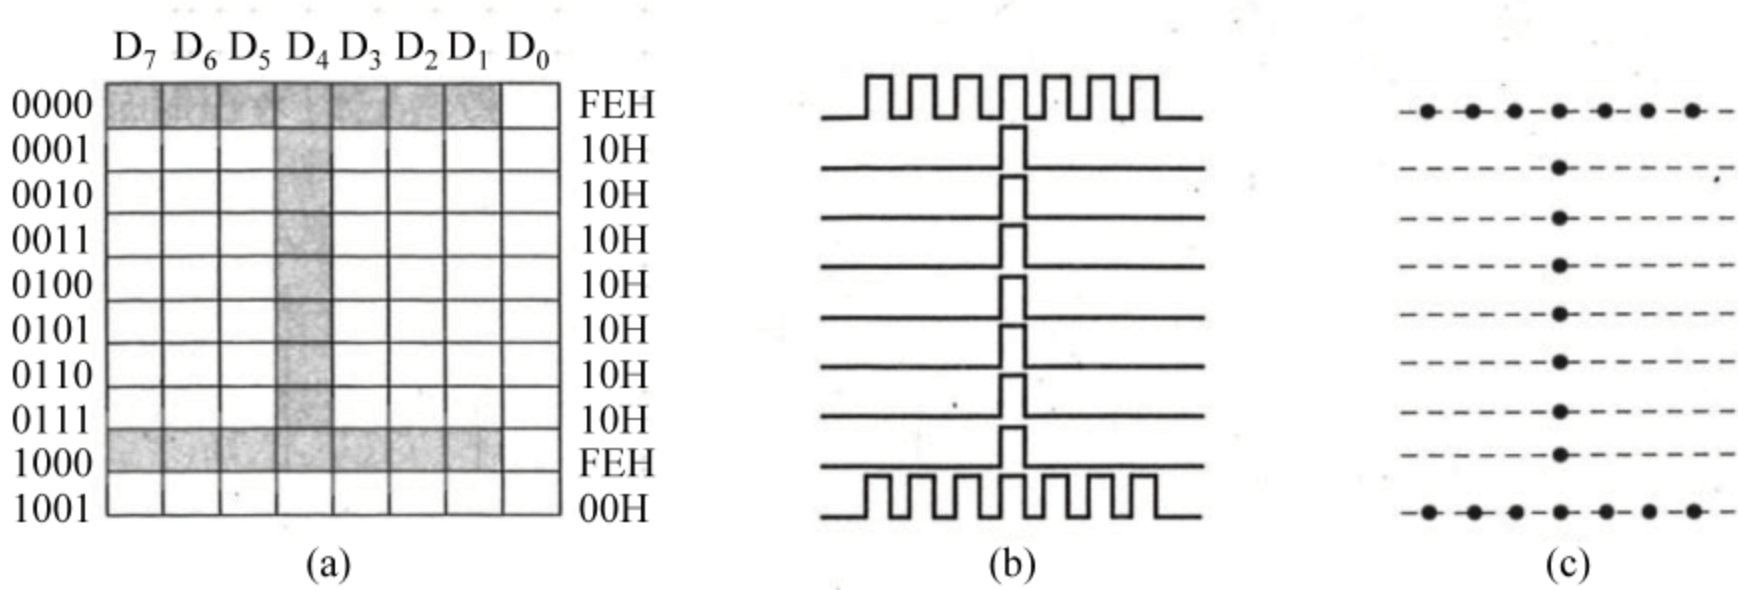 D₇ D₆ D₅ D₄ D₃ D₂ D₁ D₀
0000 FEH
0001 10H
0010 10H
0011 10H
0100 10H
0101 10H
0110 10H
0111 10H
1000 FEH
1001 00H
(a) (b) (c)